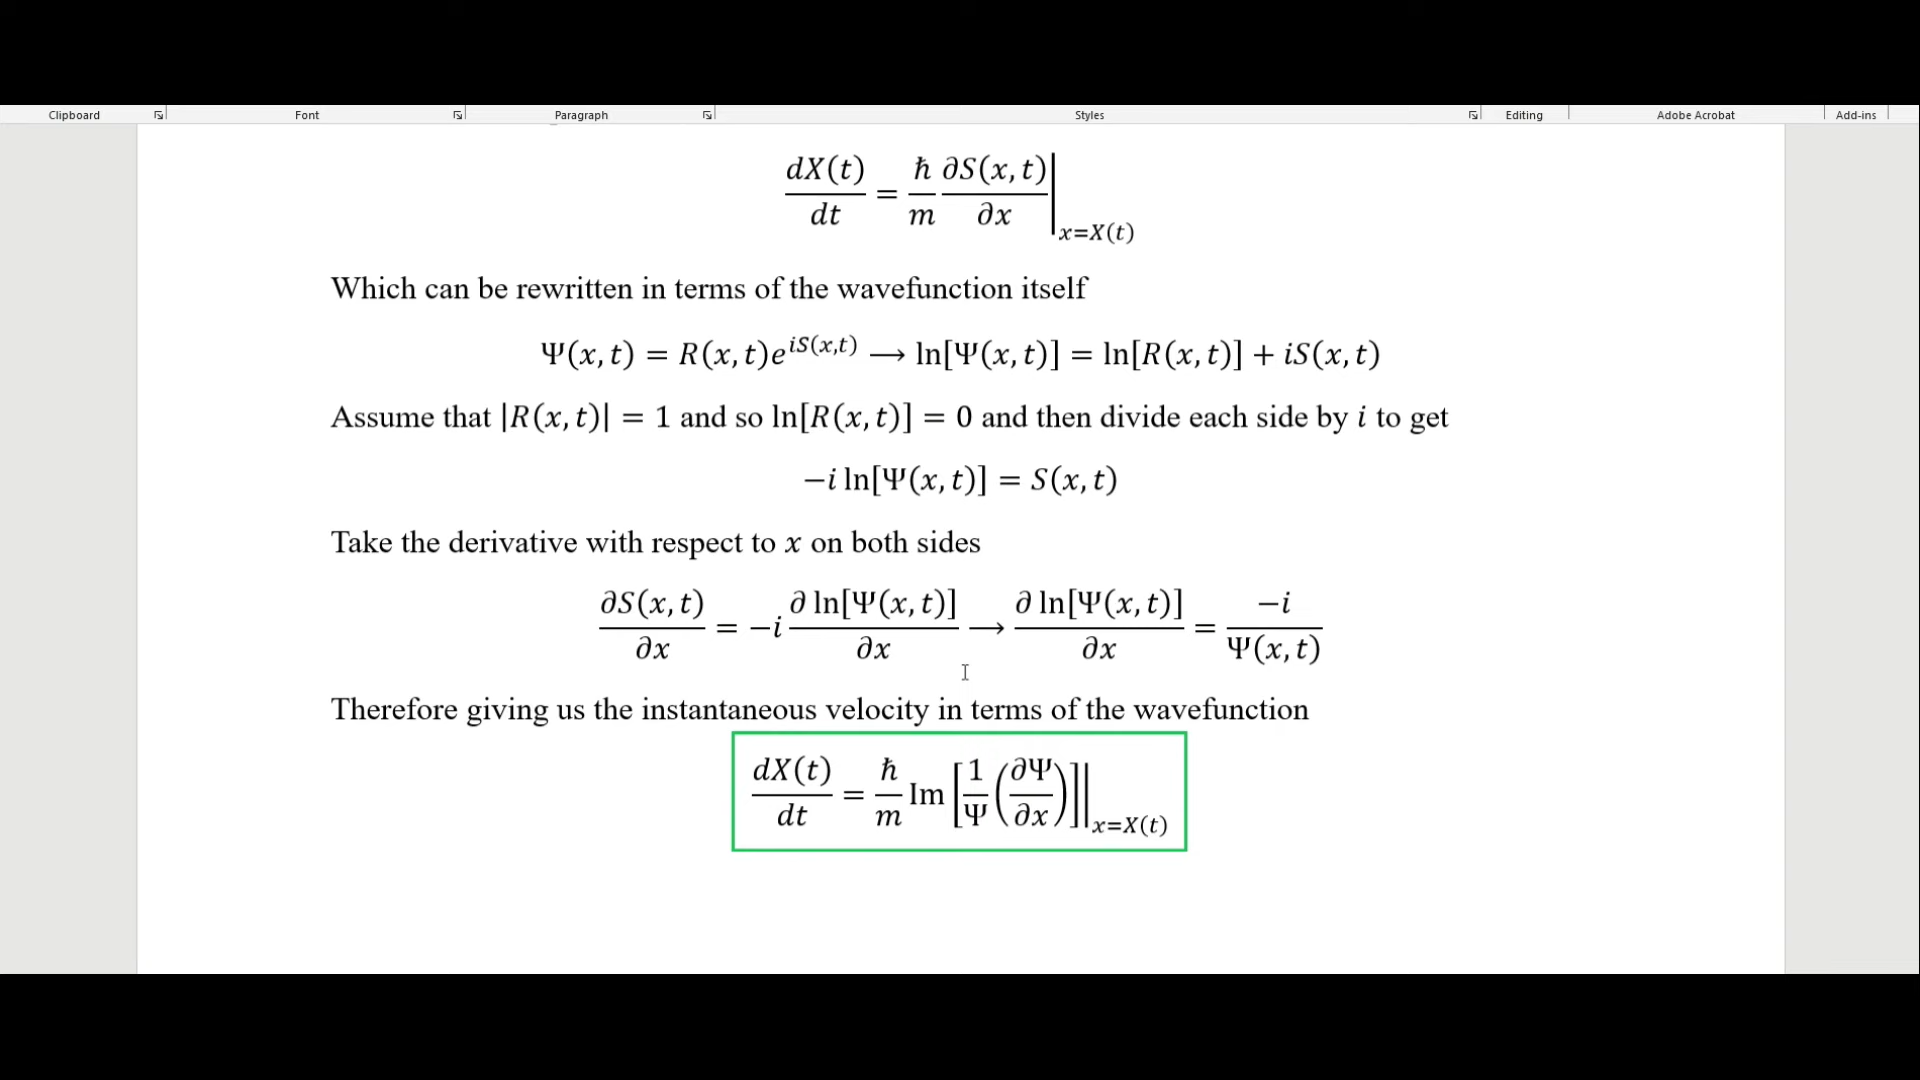 Clipboard Font Paragraph Styles Editing Adobe Acrobat Add-ins
dX(t)/dt = ħ/m ∂S(x, t)/∂x |x=X(t)
Which can be rewritten in terms of the wavefunction itself
Ψ(x, t) = R(x, t)e^{iS(x,t)} ⟶ ln[Ψ(x, t)] = ln[R(x, t)] + iS(x, t)
Assume that |R(x, t)| = 1 and so ln[R(x, t)] = 0 and then divide each side by i to get
−i ln[Ψ(x, t)] = S(x, t)
Take the derivative with respect to x on both sides
∂S(x, t)/∂x = −i ∂ ln[Ψ(x, t)]/∂x ⟶ ∂ ln[Ψ(x, t)]/∂x = −i/Ψ(x, t)
Therefore giving us the instantaneous velocity in terms of the wavefunction
dX(t)/dt = ħ/m Im [1/Ψ (∂Ψ/∂x)] |x=X(t)